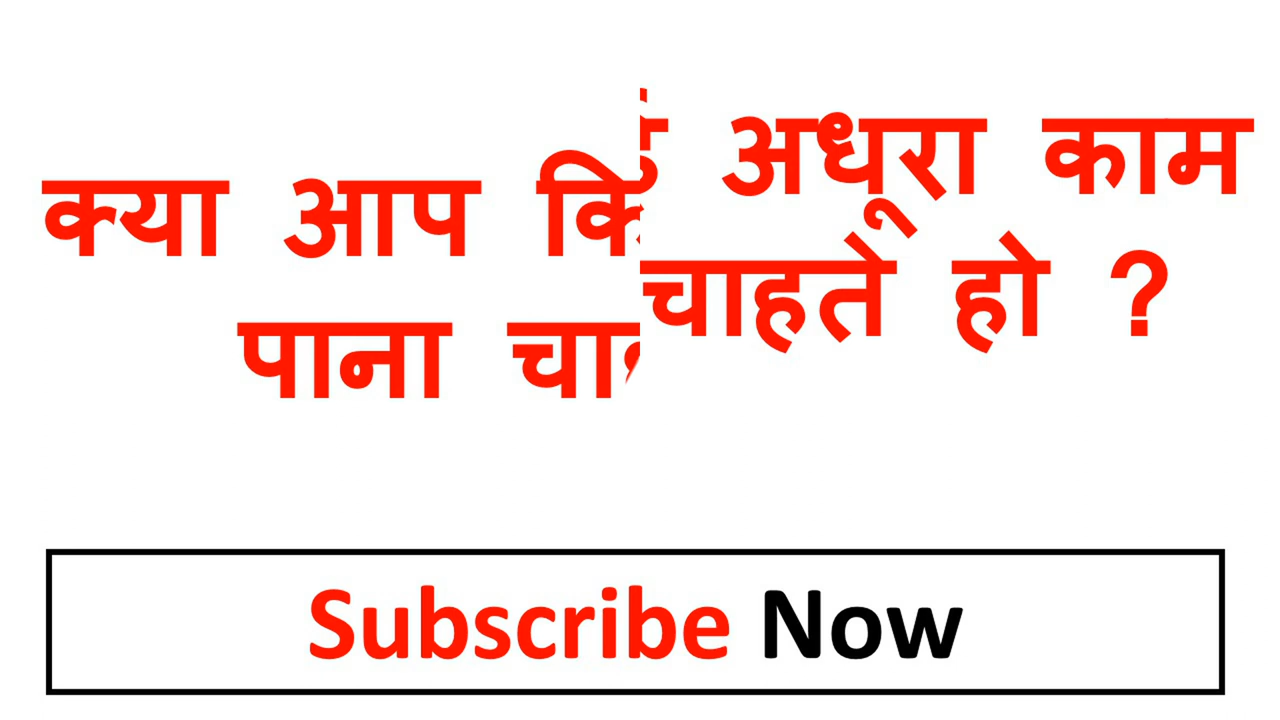 क्या आप कि
पाना चा
अधूरा काम
चाहते हो ?
Subscribe Now